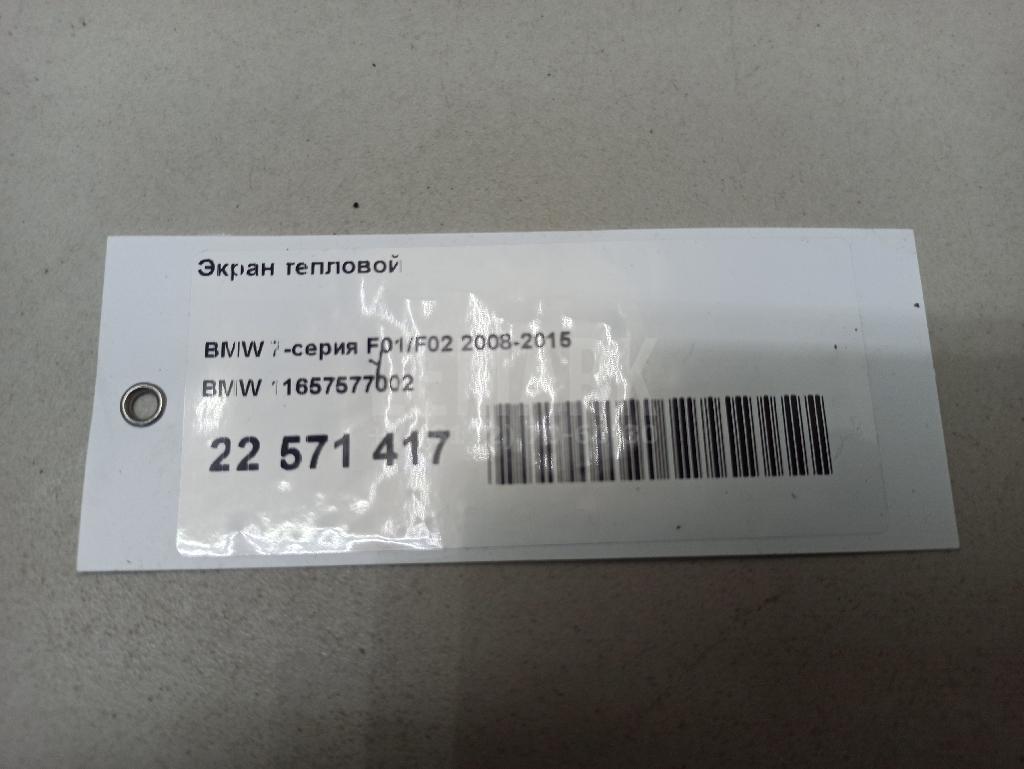 Экран тепловой
BMW 7-серия F01/F02 2008-2015
BMW 11657577002
22 571 417